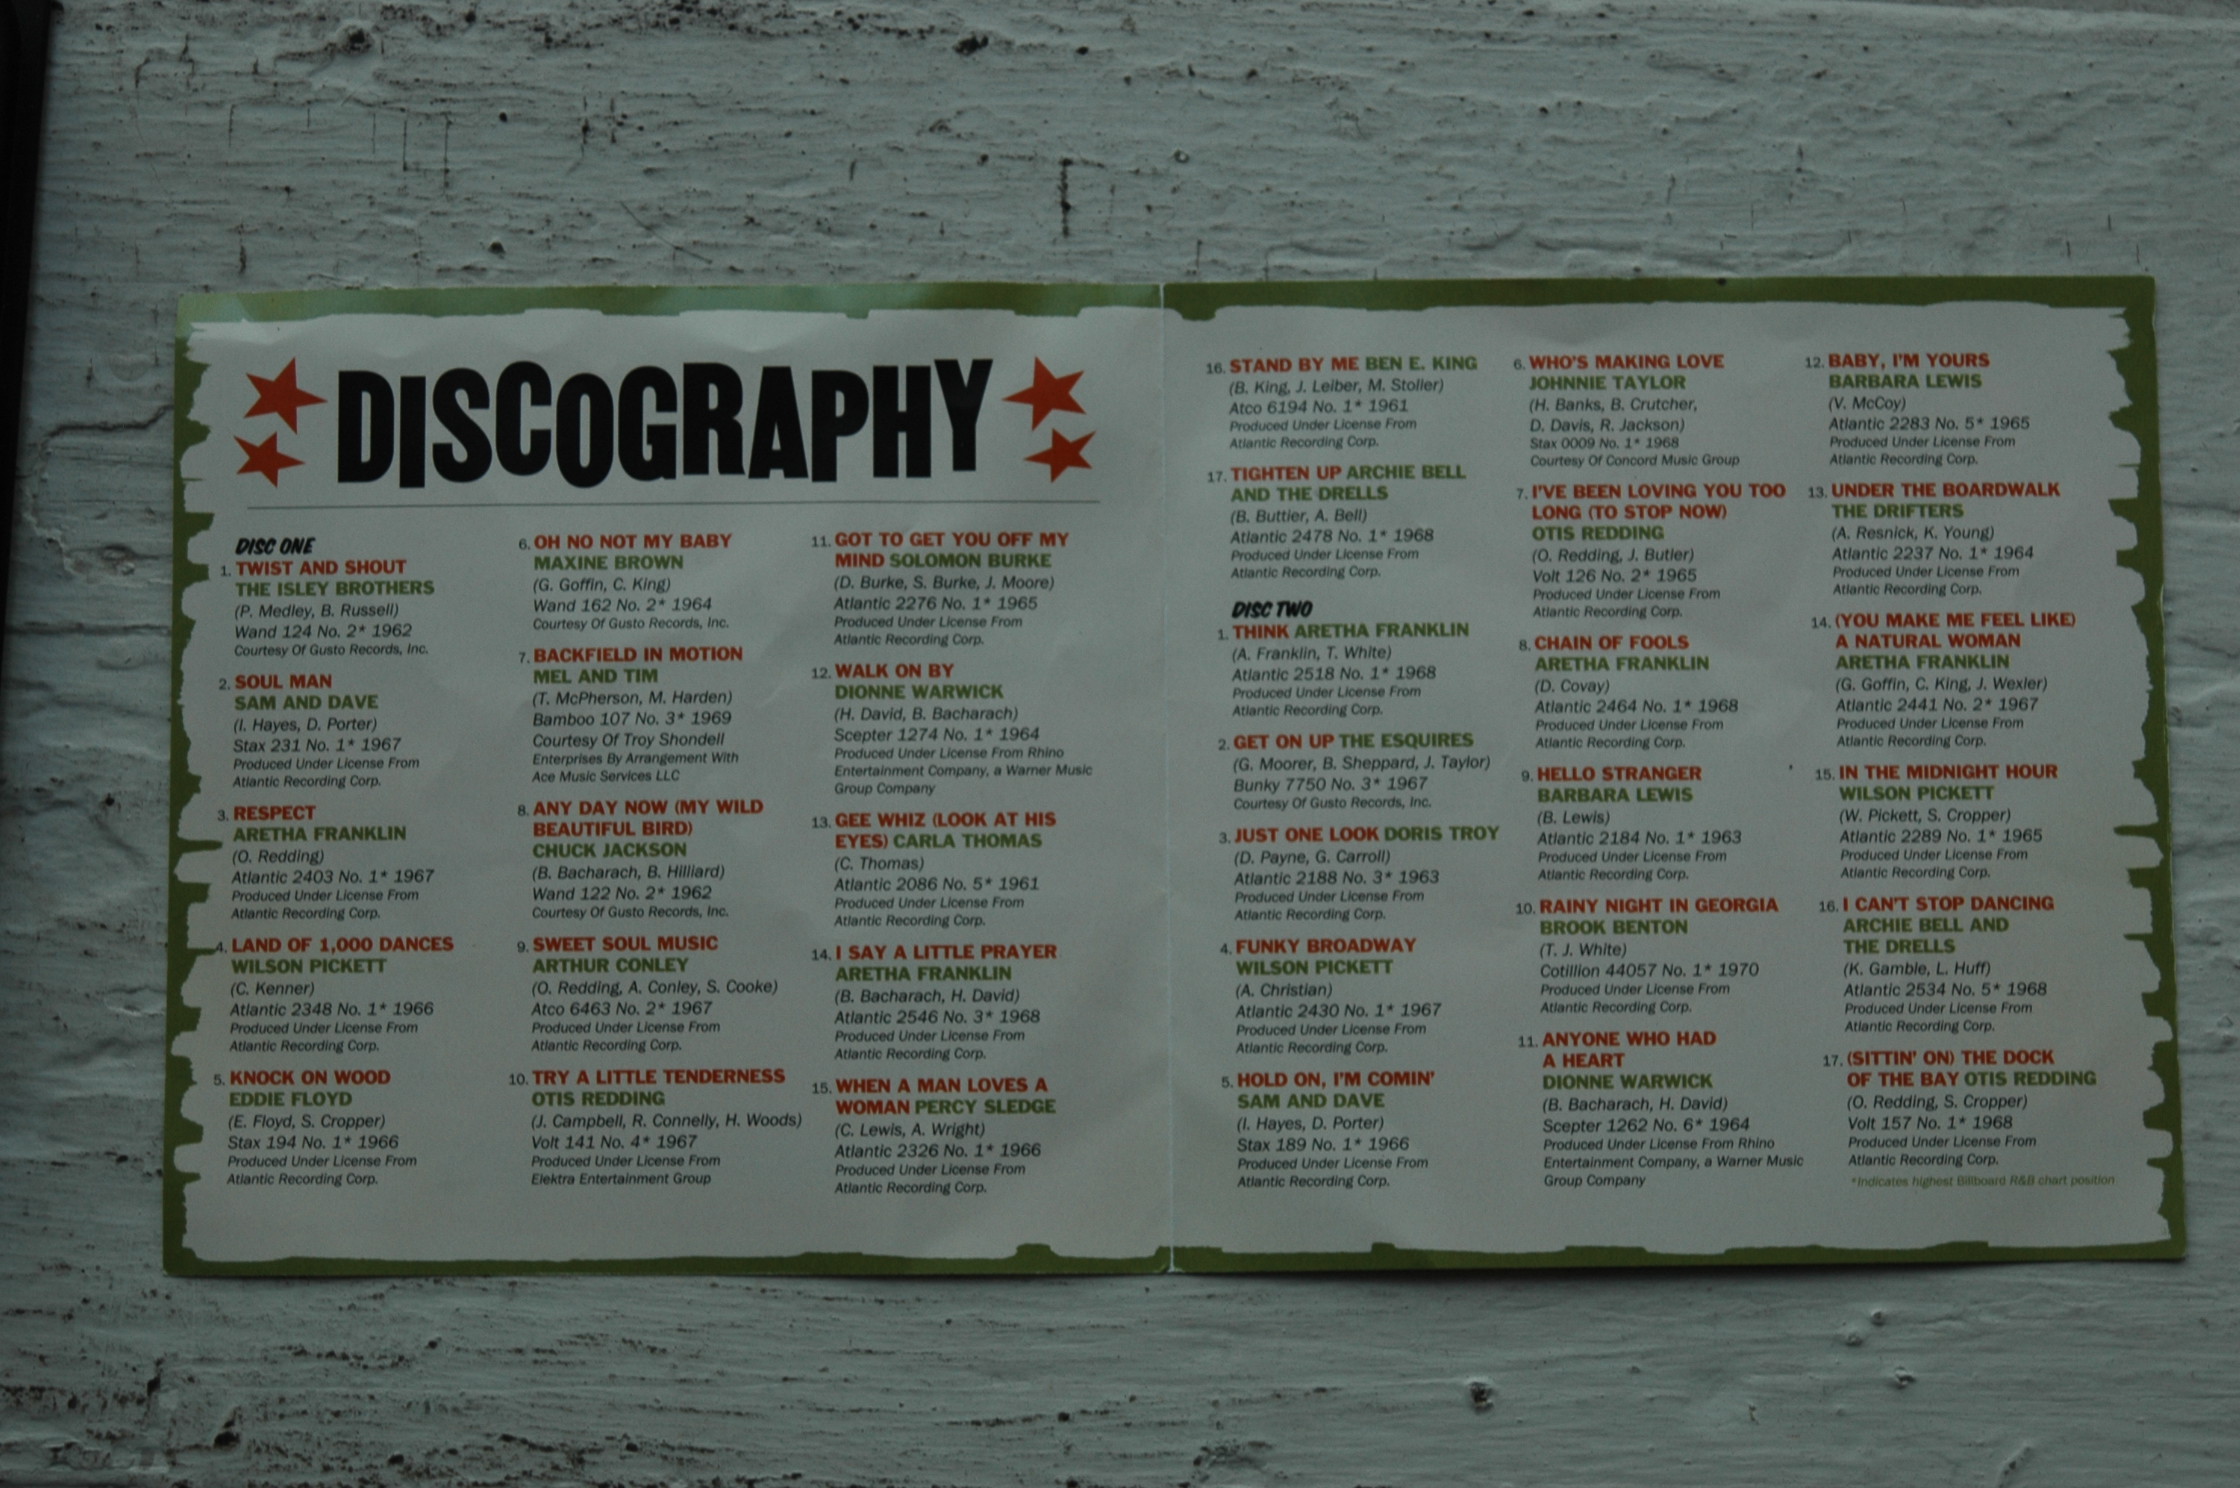 DISCOGRAPHY
DISC ONE
1. TWIST AND SHOUT
THE ISLEY BROTHERS
(P. Medley, B. Russell)
Wand 124 No. 2* 1962
Courtesy Of Gusto Records, Inc.
2. SOUL MAN
SAM AND DAVE
(I. Hayes, D. Porter)
Stax 231 No. 1* 1967
Produced Under License From
Atlantic Recording Corp.
3. RESPECT
ARETHA FRANKLIN
(O. Redding)
Atlantic 2403 No. 1* 1967
Produced Under License From
Atlantic Recording Corp.
4. LAND OF 1,000 DANCES
WILSON PICKETT
(C. Kenner)
Atlantic 2348 No. 1* 1966
Produced Under License From
Atlantic Recording Corp.
5. KNOCK ON WOOD
EDDIE FLOYD
(E. Floyd, S. Cropper)
Stax 194 No. 1* 1966
Produced Under License From
Atlantic Recording Corp.
6. OH NO NOT MY BABY
MAXINE BROWN
(G. Goffin, C. King)
Wand 162 No. 2* 1964
Courtesy Of Gusto Records, Inc.
7. BACKFIELD IN MOTION
MEL AND TIM
(T. McPherson, M. Harden)
Bamboo 107 No. 3* 1969
Courtesy Of Troy Shondell
Enterprises By Arrangement With
Ace Music Services LLC
8. ANY DAY NOW (MY WILD
BEAUTIFUL BIRD)
CHUCK JACKSON
(B. Bacharach, B. Hilliard)
Wand 122 No. 2* 1962
Courtesy Of Gusto Records, Inc.
9. SWEET SOUL MUSIC
ARTHUR CONLEY
(O. Redding, A. Conley, S. Cooke)
Atco 6463 No. 2* 1967
Produced Under License From
Atlantic Recording Corp.
10. TRY A LITTLE TENDERNESS
OTIS REDDING
(J. Campbell, R. Connelly, H. Woods)
Volt 141 No. 4* 1967
Produced Under License From
Elektra Entertainment Group
11. GOT TO GET YOU OFF MY
MIND SOLOMON BURKE
(D. Burke, S. Burke, J. Moore)
Atlantic 2276 No. 1* 1965
Produced Under License From
Atlantic Recording Corp.
12. WALK ON BY
DIONNE WARWICK
(H. David, B. Bacharach)
Scepter 1274 No. 1* 1964
Produced Under License From Rhino
Entertainment Company, a Warner Music
Group Company
13. GEE WHIZ (LOOK AT HIS
EYES) CARLA THOMAS
(C. Thomas)
Atlantic 2086 No. 5* 1961
Produced Under License From
Atlantic Recording Corp.
14. I SAY A LITTLE PRAYER
ARETHA FRANKLIN
(B. Bacharach, H. David)
Atlantic 2546 No. 3* 1968
Produced Under License From
Atlantic Recording Corp.
15. WHEN A MAN LOVES A
WOMAN PERCY SLEDGE
(C. Lewis, A. Wright)
Atlantic 2326 No. 1* 1966
Produced Under License From
Atlantic Recording Corp.
16. STAND BY ME BEN E. KING
(B. King, J. Leiber, M. Stoller)
Atco 6194 No. 1* 1961
Produced Under License From
Atlantic Recording Corp.
17. TIGHTEN UP ARCHIE BELL
AND THE DRELLS
(B. Buttier, A. Bell)
Atlantic 2478 No. 1* 1968
Produced Under License From
Atlantic Recording Corp.
DISC TWO
1. THINK ARETHA FRANKLIN
(A. Franklin, T. White)
Atlantic 2518 No. 1* 1968
Produced Under License From
Atlantic Recording Corp.
2. GET ON UP THE ESQUIRES
(G. Moorer, B. Sheppard, J. Taylor)
Bunky 7750 No. 3* 1967
Courtesy Of Gusto Records, Inc.
3. JUST ONE LOOK DORIS TROY
(D. Payne, G. Carroll)
Atlantic 2188 No. 3* 1963
Produced Under License From
Atlantic Recording Corp.
4. FUNKY BROADWAY
WILSON PICKETT
(A. Christian)
Atlantic 2430 No. 1* 1967
Produced Under License From
Atlantic Recording Corp.
5. HOLD ON, I'M COMIN'
SAM AND DAVE
(I. Hayes, D. Porter)
Stax 189 No. 1* 1966
Produced Under License From
Atlantic Recording Corp.
6. WHO'S MAKING LOVE
JOHNNIE TAYLOR
(H. Banks, B. Crutcher,
D. Davis, R. Jackson)
Stax 0009 No. 1* 1968
Courtesy Of Concord Music Group
7. I'VE BEEN LOVING YOU TOO
LONG (TO STOP NOW)
OTIS REDDING
(O. Redding, J. Butler)
Volt 126 No. 2* 1965
Produced Under License From
Atlantic Recording Corp.
8. CHAIN OF FOOLS
ARETHA FRANKLIN
(D. Covay)
Atlantic 2464 No. 1* 1968
Produced Under License From
Atlantic Recording Corp.
9. HELLO STRANGER
BARBARA LEWIS
(B. Lewis)
Atlantic 2184 No. 1* 1963
Produced Under License From
Atlantic Recording Corp.
10. RAINY NIGHT IN GEORGIA
BROOK BENTON
(T. J. White)
Cotillion 44057 No. 1* 1970
Produced Under License From
Atlantic Recording Corp.
11. ANYONE WHO HAD
A HEART
DIONNE WARWICK
(B. Bacharach, H. David)
Scepter 1262 No. 6* 1964
Produced Under License From Rhino
Entertainment Company, a Warner Music
Group Company
12. BABY, I'M YOURS
BARBARA LEWIS
(V. McCoy)
Atlantic 2283 No. 5* 1965
Produced Under License From
Atlantic Recording Corp.
13. UNDER THE BOARDWALK
THE DRIFTERS
(A. Resnick, K. Young)
Atlantic 2237 No. 1* 1964
Produced Under License From
Atlantic Recording Corp.
14. (YOU MAKE ME FEEL LIKE)
A NATURAL WOMAN
ARETHA FRANKLIN
(G. Goffin, C. King, J. Wexler)
Atlantic 2441 No. 2* 1967
Produced Under License From
Atlantic Recording Corp.
15. IN THE MIDNIGHT HOUR
WILSON PICKETT
(W. Pickett, S. Cropper)
Atlantic 2289 No. 1* 1965
Produced Under License From
Atlantic Recording Corp.
16. I CAN'T STOP DANCING
ARCHIE BELL AND
THE DRELLS
(K. Gamble, L. Huff)
Atlantic 2534 No. 5* 1968
Produced Under License From
Atlantic Recording Corp.
17. (SITTIN' ON) THE DOCK
OF THE BAY OTIS REDDING
(O. Redding, S. Cropper)
Volt 157 No. 1* 1968
Produced Under License From
Atlantic Recording Corp.
*Indicates highest Billboard R&B chart position